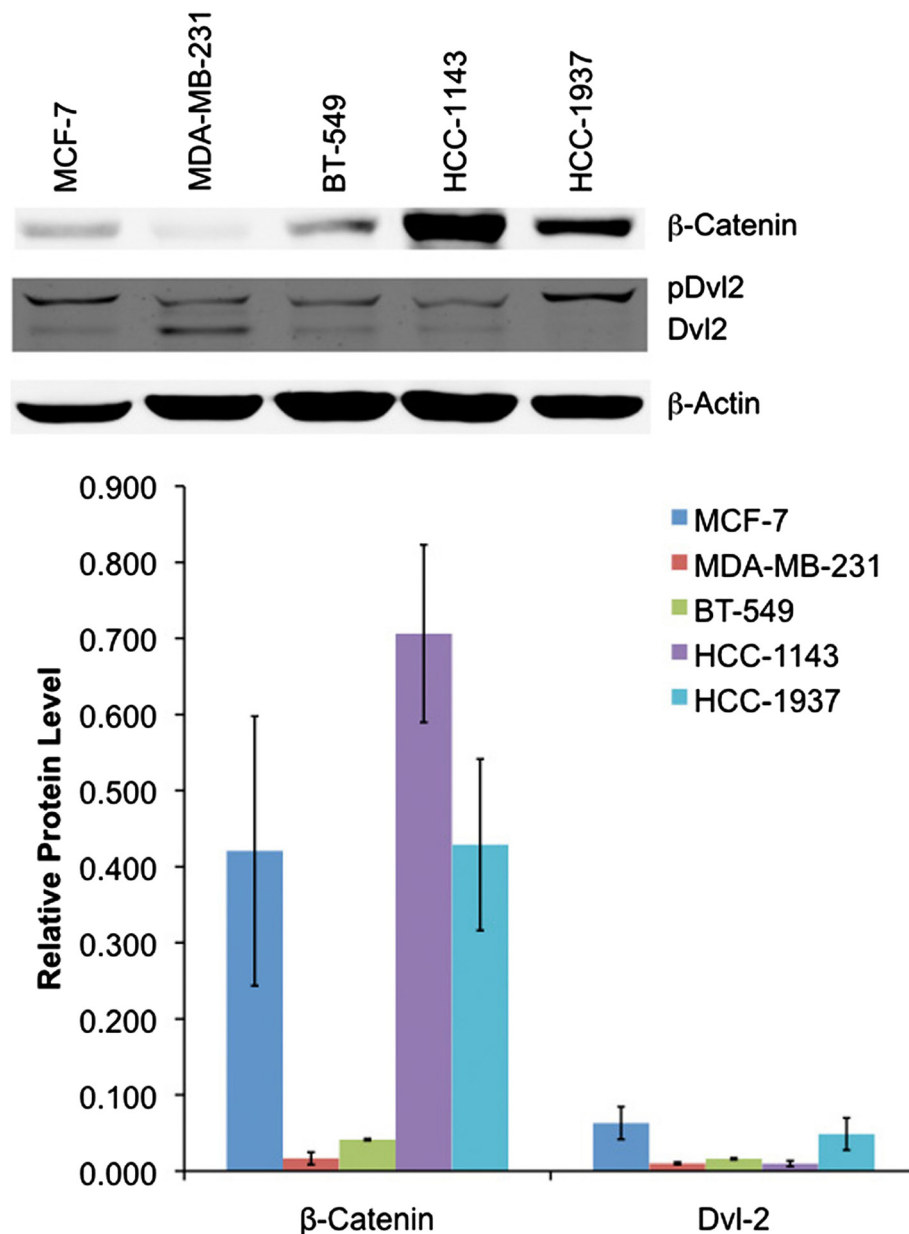 MCF-7
MDA-MB-231
BT-549
HCC-1143
HCC-1937
β-Catenin
pDvl2
Dvl2
β-Actin
Relative Protein Level
0.900
0.800
0.700
0.600
0.500
0.400
0.300
0.200
0.100
0.000
MCF-7
MDA-MB-231
BT-549
HCC-1143
HCC-1937
β-Catenin
Dvl-2